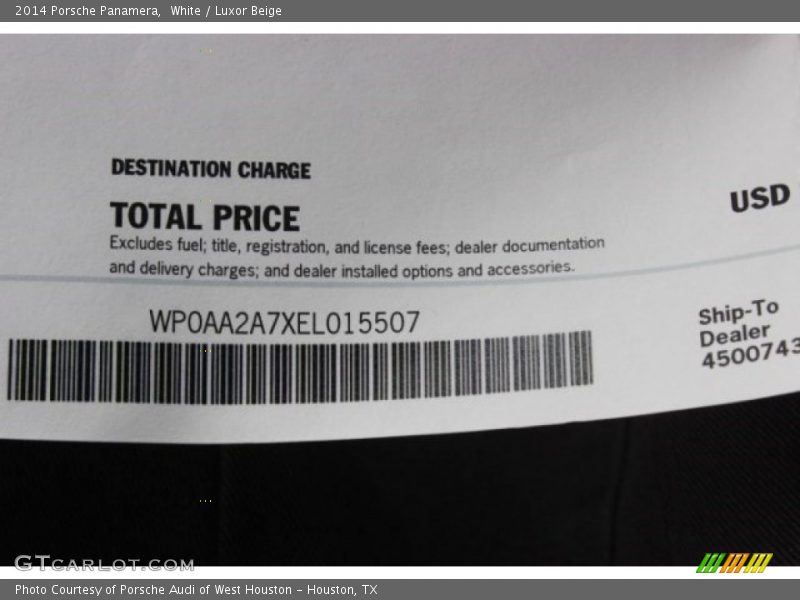 2014 Porsche Panamera,  White / Luxor Beige
DESTINATION CHARGE
TOTAL PRICE
USD
Excludes fuel; title, registration, and license fees; dealer documentation
and delivery charges; and dealer installed options and accessories.
WP0AA2A7XEL015507
Ship-To
Dealer
4500743
GTCARLOT.COM
Photo Courtesy of Porsche Audi of West Houston – Houston, TX